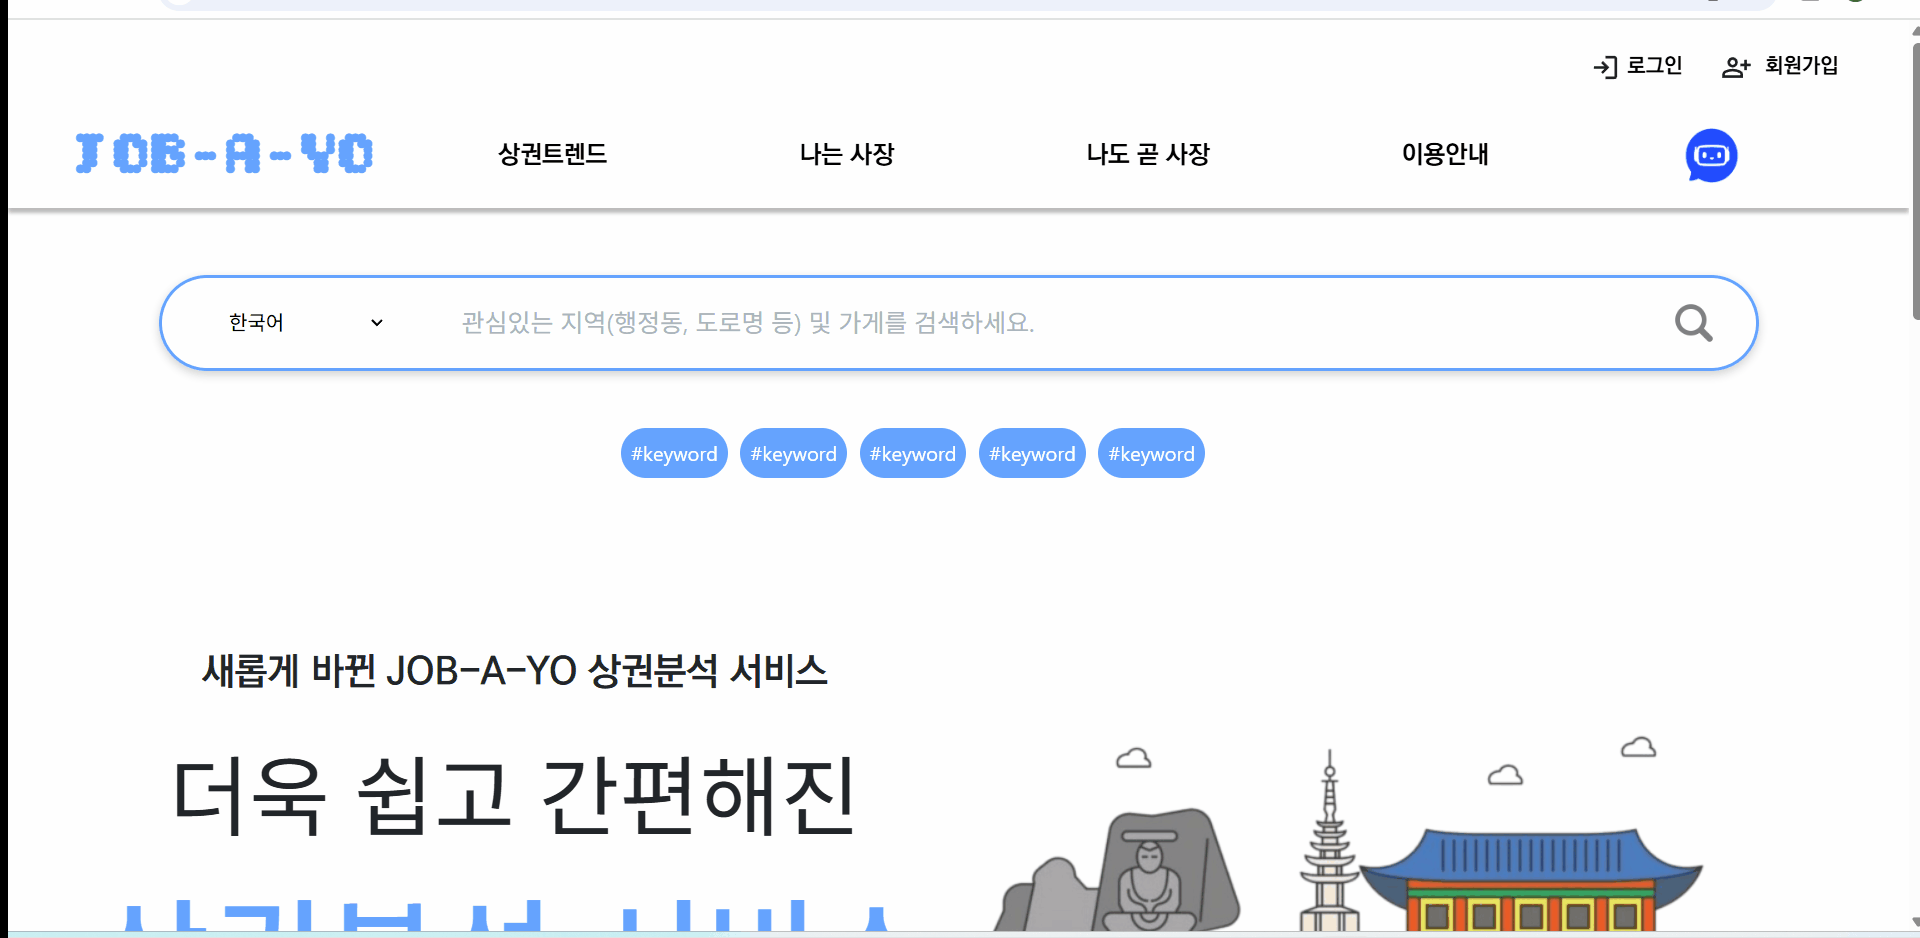 로그인 회원가입
JOB-A-YO 상권트렌드 나는 사장 나도 곧 사장 이용안내
한국어 관심있는 지역(행정동, 도로명 등) 및 가게를 검색하세요.
#keyword #keyword #keyword #keyword #keyword
새롭게 바뀐 JOB-A-YO 상권분석 서비스
더욱 쉽고 간편해진